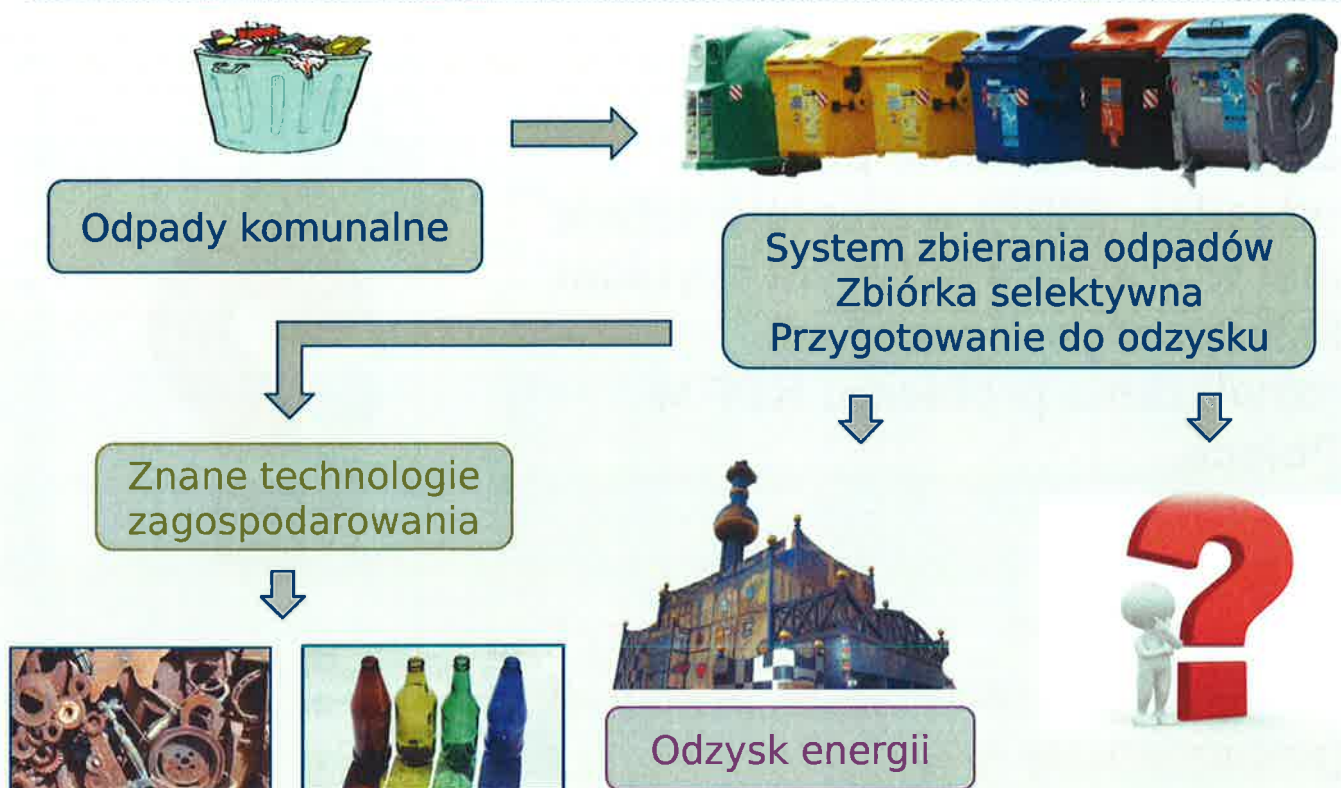 Odpady komunalne
System zbierania odpadów
Zbiórka selektywna
Przygotowanie do odzysku
Znane technologie
zagospodarowania
Odzysk energii